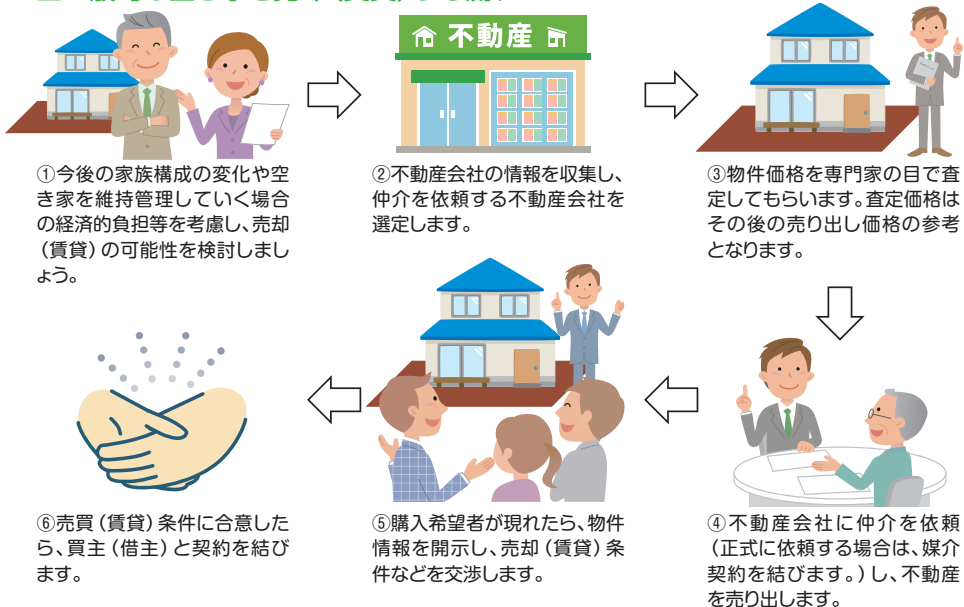 不動産
①今後の家族構成の変化や空
き家を維持管理していく場合
の経済的負担等を考慮し、売却
（賃貸）の可能性を検討しまし
ょう。
②不動産会社の情報を収集し、
仲介を依頼する不動産会社を
選定します。
③物件価格を専門家の目で査
定してもらいます。査定価格は
その後の売り出し価格の参考
となります。
④不動産会社に仲介を依頼
（正式に依頼する場合は、媒介
契約を結びます。）し、不動産
を売り出します。
⑤購入希望者が現れたら、物件
情報を開示し、売却（賃貸）条
件などを交渉します。
⑥売買（賃貸）条件に合意した
ら、買主（借主）と契約を結び
ます。